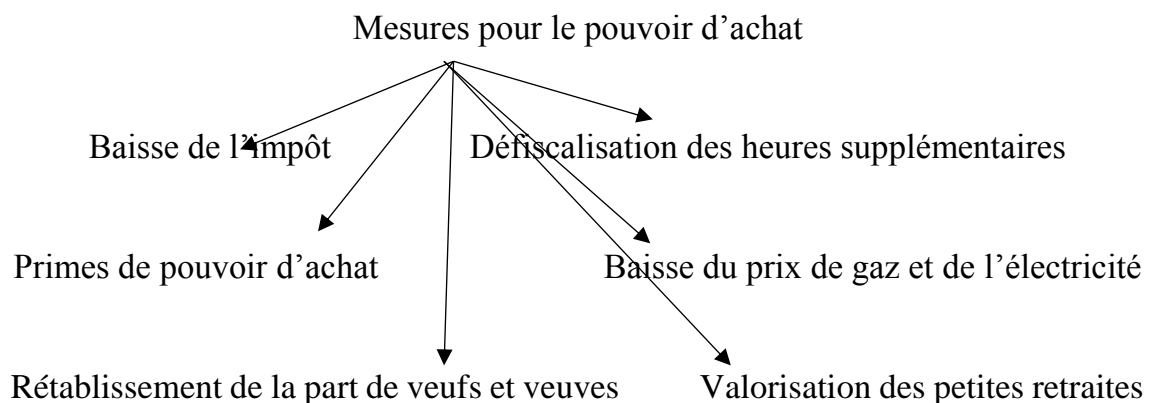 Mesures pour le pouvoir d’achat
Baisse de l’impôt
Défiscalisation des heures supplémentaires
Primes de pouvoir d’achat
Baisse du prix de gaz et de l’électricité
Rétablissement de la part de veufs et veuves
Valorisation des petites retraites